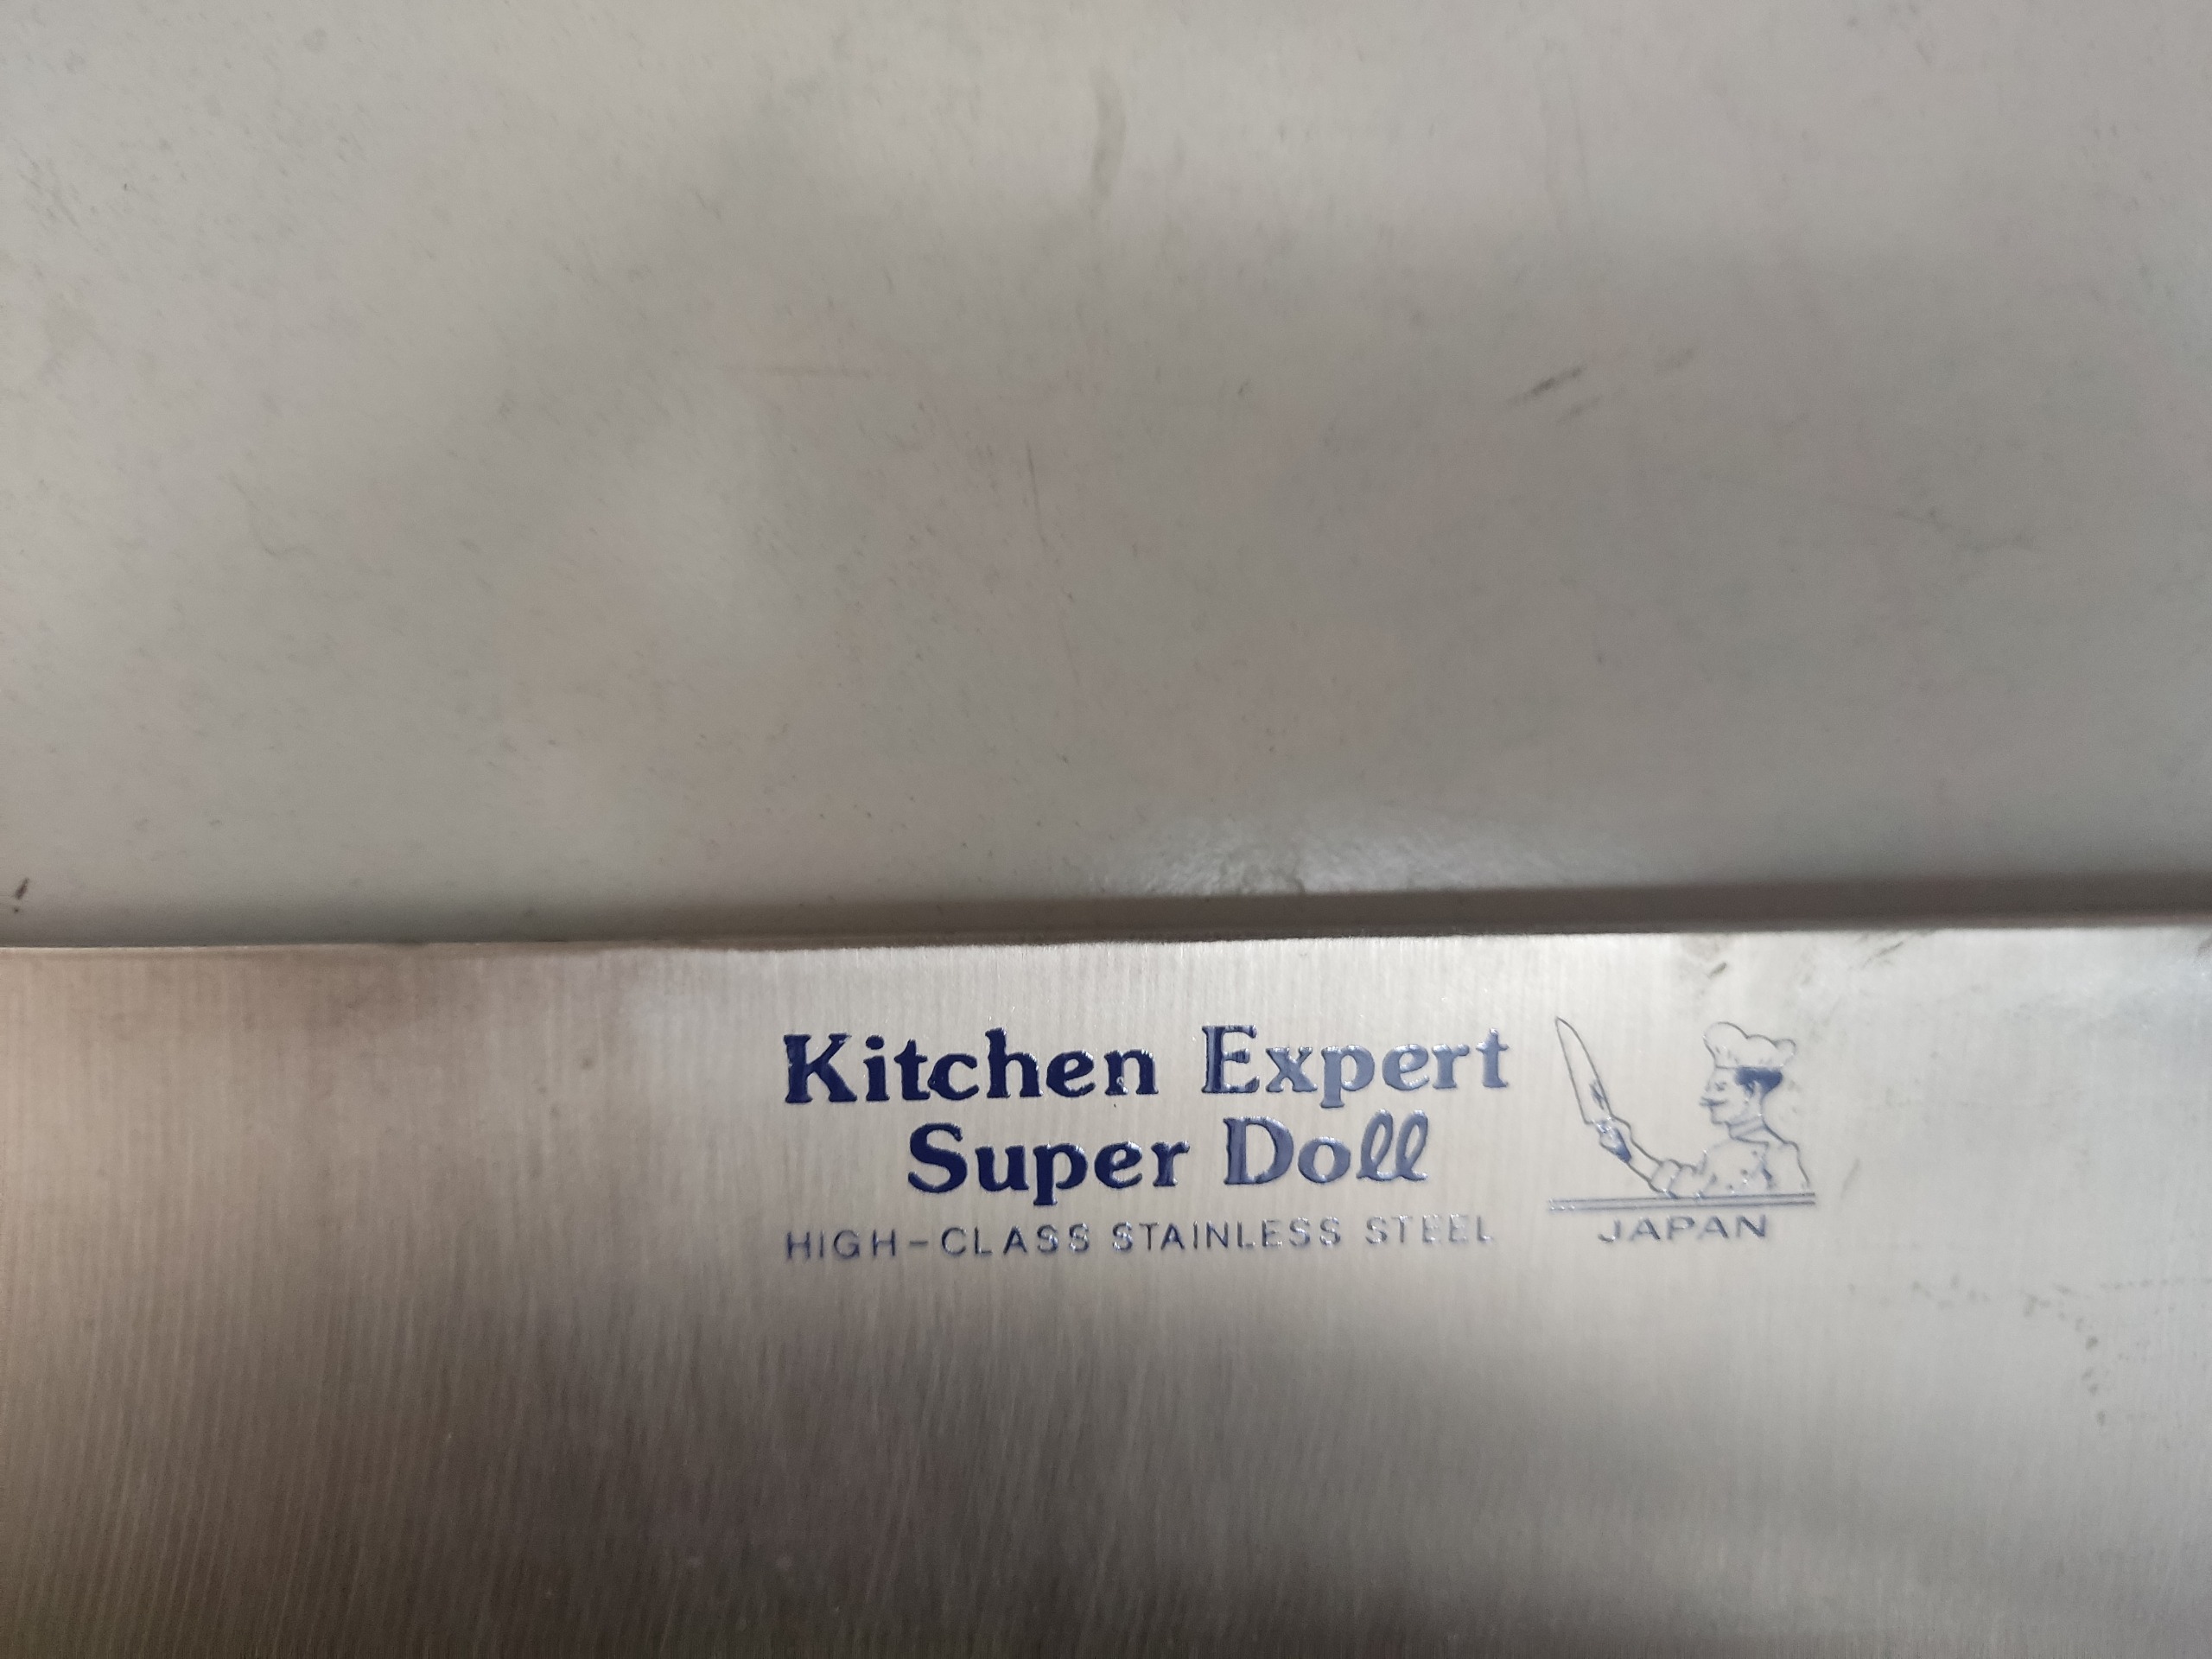 Kitchen Expert
Super Doll
HIGH-CLASS STAINLESS STEEL
JAPAN